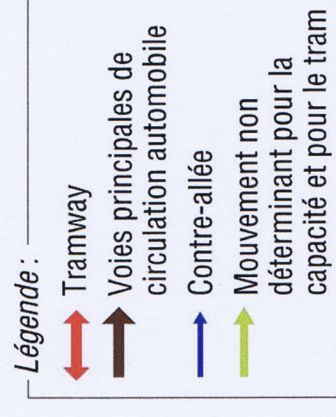 Légende :
Tramway
Voies principales de
circulation automobile
Contre-allée
Mouvement non
déterminant pour la
capacité et pour le tram